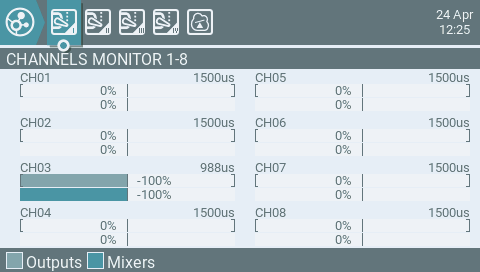 24 Apr
12:25
CHANNELS MONITOR 1-8
CH01 1500us
0%
0%
CH02 1500us
0%
0%
CH03 988us
-100%
-100%
CH04 1500us
0%
0%
CH05 1500us
0%
0%
CH06 1500us
0%
0%
CH07 1500us
0%
0%
CH08 1500us
0%
0%
Outputs Mixers